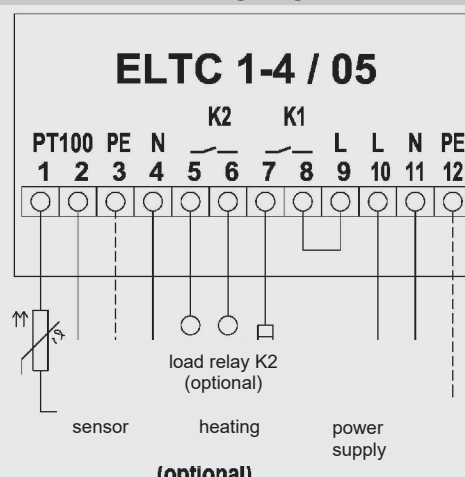 ELTC 1-4 / 05
K2 K1
PT100 PE N L L N PE
1 2 3 4 5 6 7 8 9 10 11 12
load relay K2
(optional)
sensor heating power
supply
(optional)